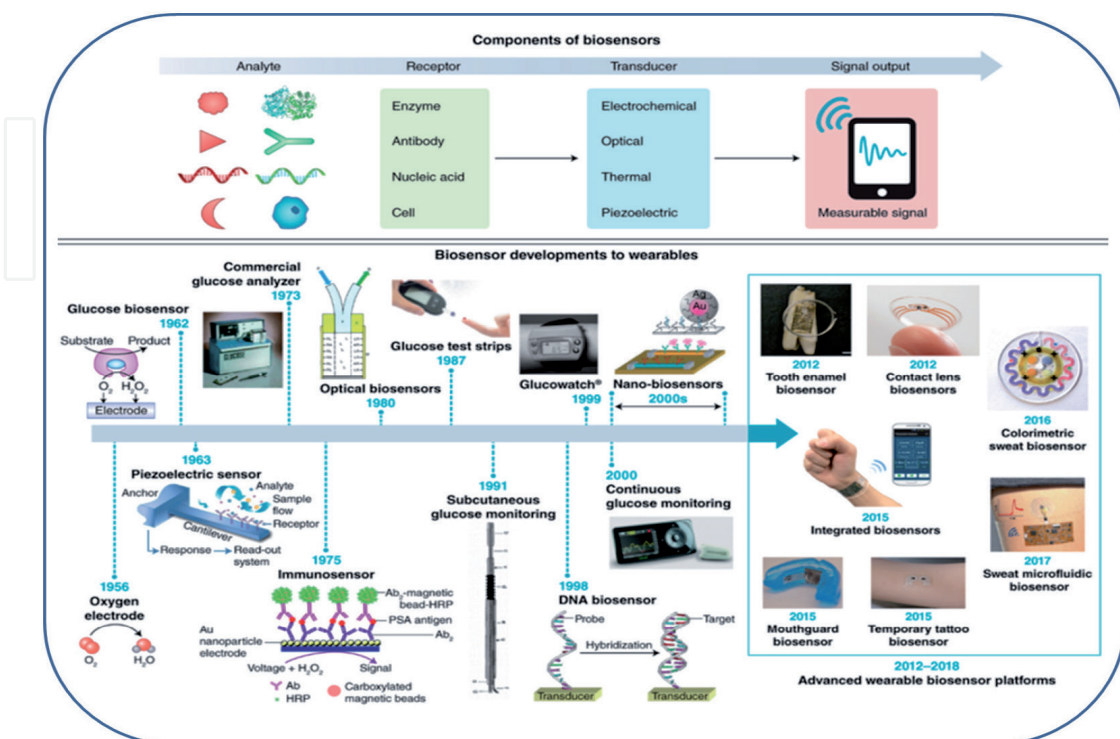 Components of biosensors
Analyte
Receptor
Transducer
Signal output
Enzyme
Antibody
Nucleic acid
Cell
Electrochemical
Optical
Thermal
Piezoelectric
Measurable signal
Biosensor developments to wearables
Glucose biosensor
1962
Substrate
Product
O2
H2O2
Electrode
Commercial
glucose analyzer
1973
Optical biosensors
1980
Glucose test strips
1987
Glucowatch®
1999
Ag
Au
Nano-biosensors
2000s
1956
Oxygen
electrode
O2
H2O
1963
Piezoelectric sensor
Anchor
Analyte
Sample
flow
Receptor
Cantilever
Response
Read-out
system
1975
Immunosensor
Ab2-magnetic
bead-HRP
PSA antigen
Ab2
Au
nanoparticle
electrode
Voltage + H2O2
Signal
Ab
HRP
Carboxylated
magnetic beads
1991
Subcutaneous
glucose monitoring
1998
DNA biosensor
Probe
Hybridization
Target
Transducer
Transducer
2000
Continuous
glucose monitoring
2012
Tooth enamel
biosensor
2012
Contact lens
biosensors
2016
Colorimetric
sweat biosensor
2015
Integrated biosensors
2017
Sweat microfluidic
biosensor
2015
Mouthguard
biosensor
2015
Temporary tattoo
biosensor
2012–2018
Advanced wearable biosensor platforms